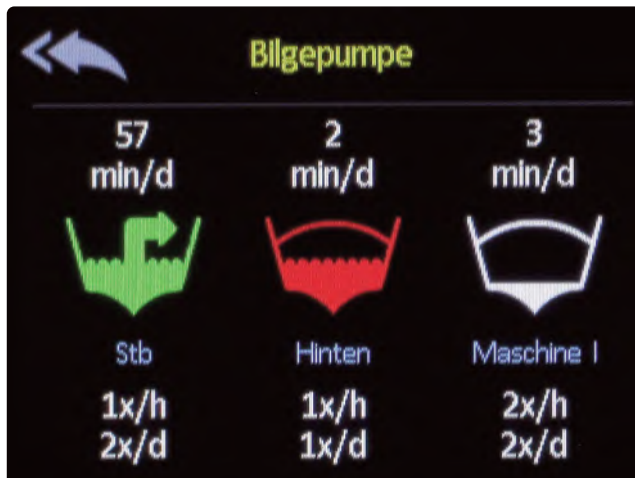 Bilgepumpe
57 2 3
min/d min/d min/d
Stb Hinten Maschine I
1x/h 1x/h 2x/h
2x/d 1x/d 2x/d